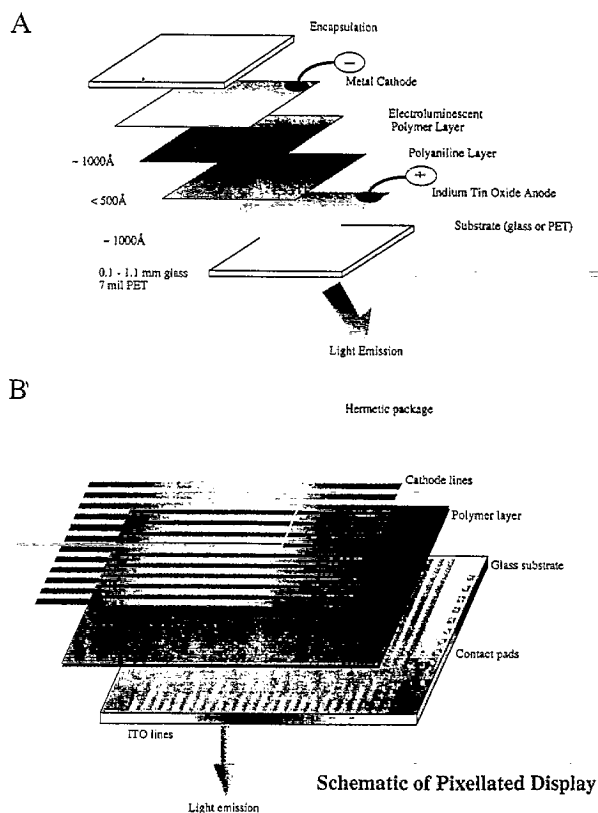 A
Encapsulation
−
Metal Cathode
Electroluminescent
Polymer Layer
~ 1000Å
Polyaniline Layer
+
< 500Å
Indium Tin Oxide Anode
Substrate (glass or PET)
~ 1000Å
0.1 - 1.1 mm glass
7 mil PET
Light Emission
B
Hermetic package
Cathode lines
Polymer layer
Glass substrate
Contact pads
ITO lines
Schematic of Pixellated Display
Light emission